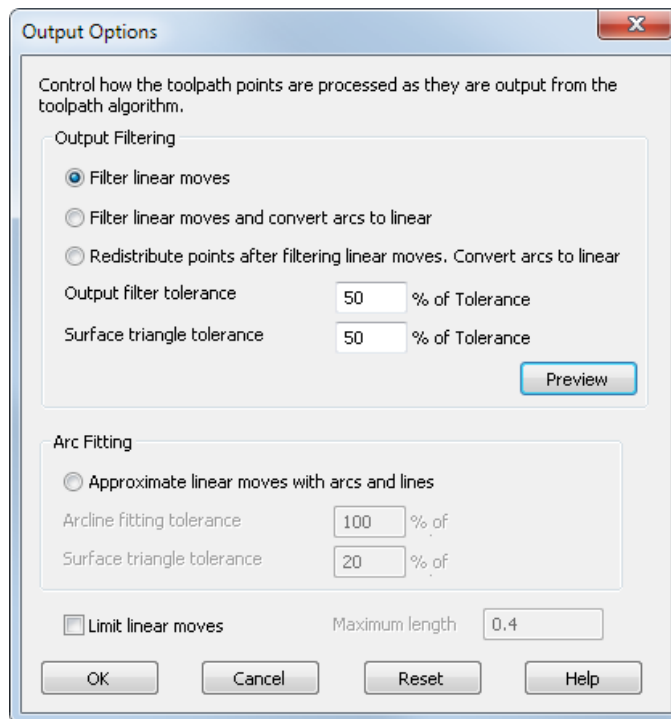 Output Options
Control how the toolpath points are processed as they are output from the
toolpath algorithm.
Output Filtering
Filter linear moves
Filter linear moves and convert arcs to linear
Redistribute points after filtering linear moves. Convert arcs to linear
Output filter tolerance 50 % of Tolerance
Surface triangle tolerance 50 % of Tolerance
Preview
Arc Fitting
Approximate linear moves with arcs and lines
Arcline fitting tolerance 100 % of
Surface triangle tolerance 20 % of
Limit linear moves Maximum length 0.4
OK Cancel Reset Help